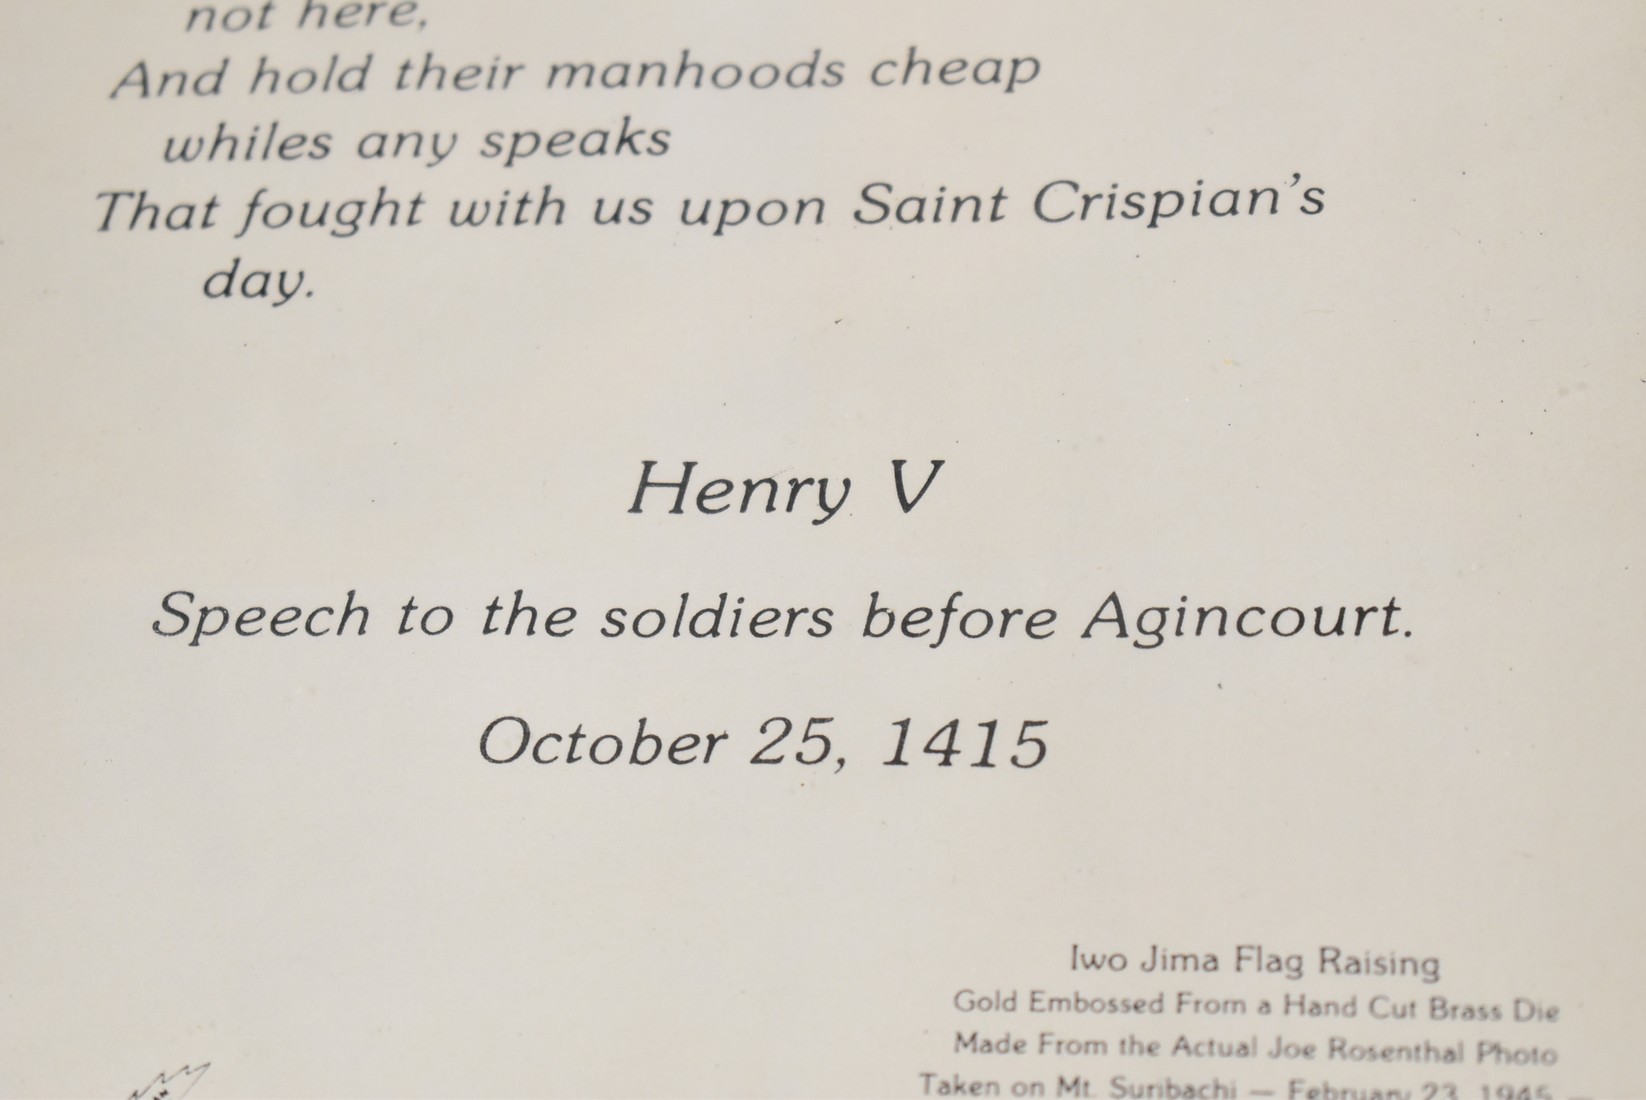 not here,
And hold their manhoods cheap
whiles any speaks
That fought with us upon Saint Crispian's
day.
Henry V
Speech to the soldiers before Agincourt.
October 25, 1415
Iwo Jima Flag Raising
Gold Embossed From a Hand Cut Brass Die
Made From the Actual Joe Rosenthal Photo
Taken on Mt. Suribachi — February 23, 1945 —